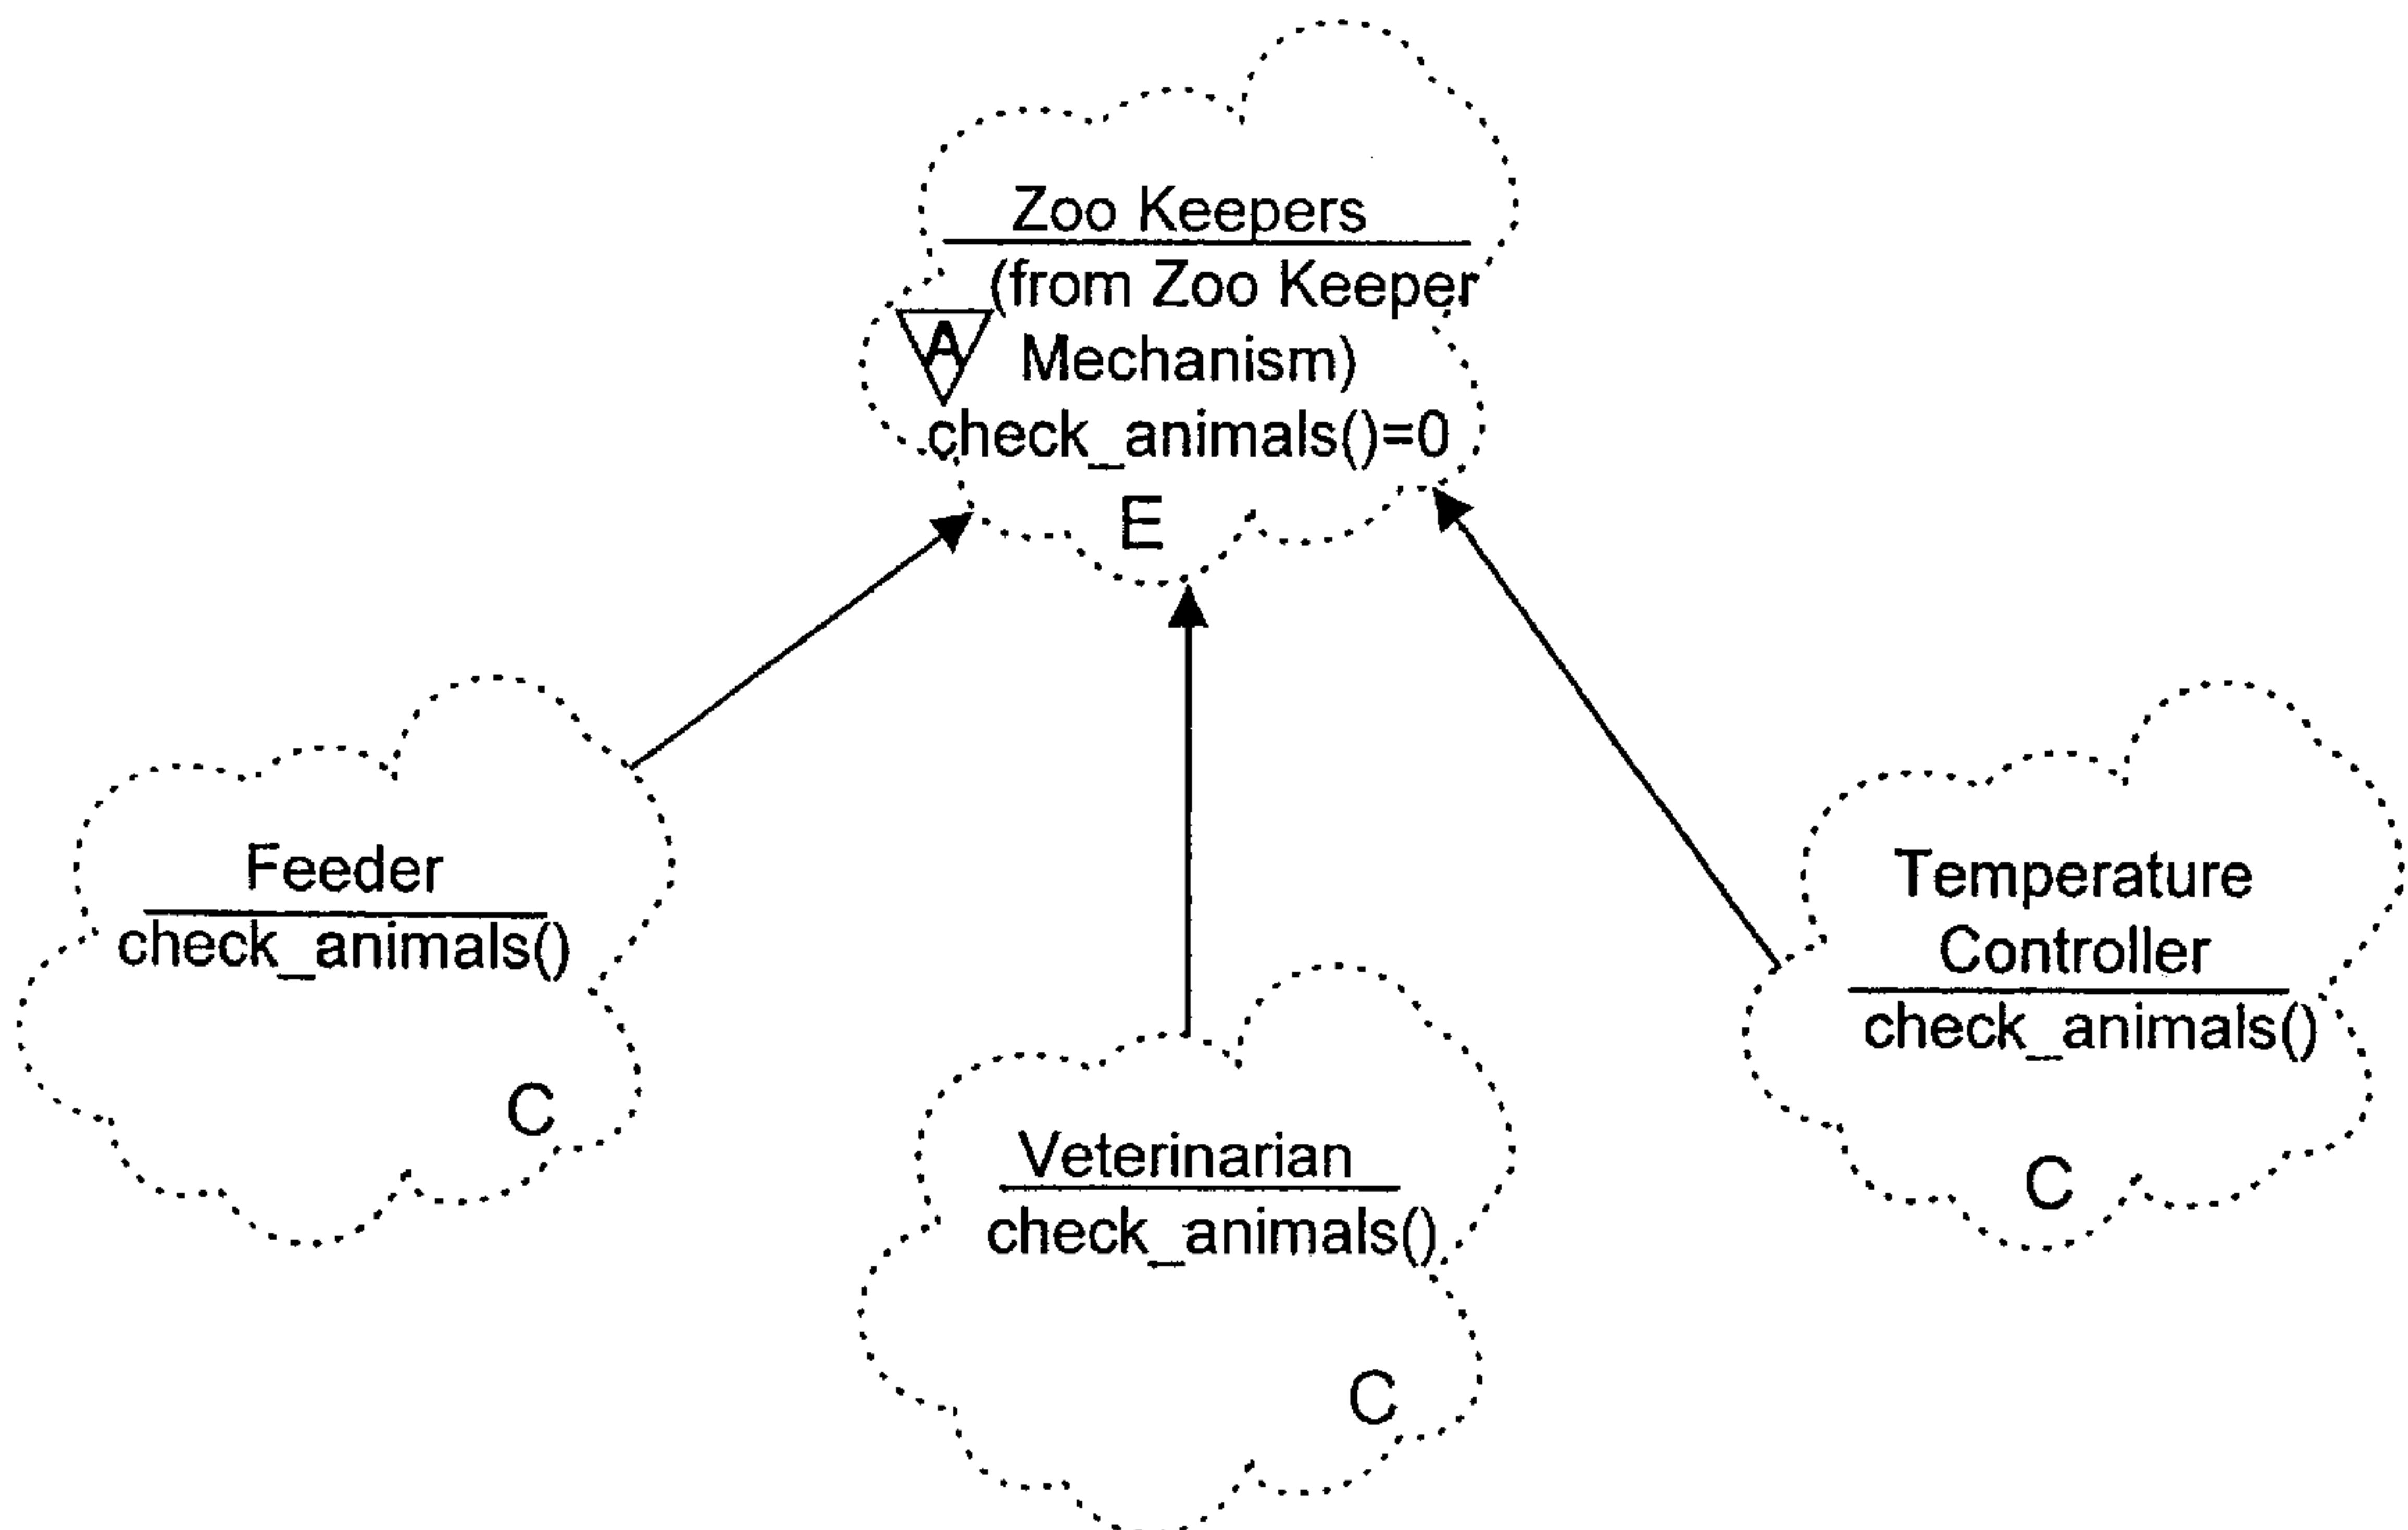 Zoo Keepers
(from Zoo Keeper
A
Mechanism)
check_animals()=0
E
Feeder
check_animals()
C
Veterinarian
check_animals()
C
Temperature
Controller
check_animals()
C